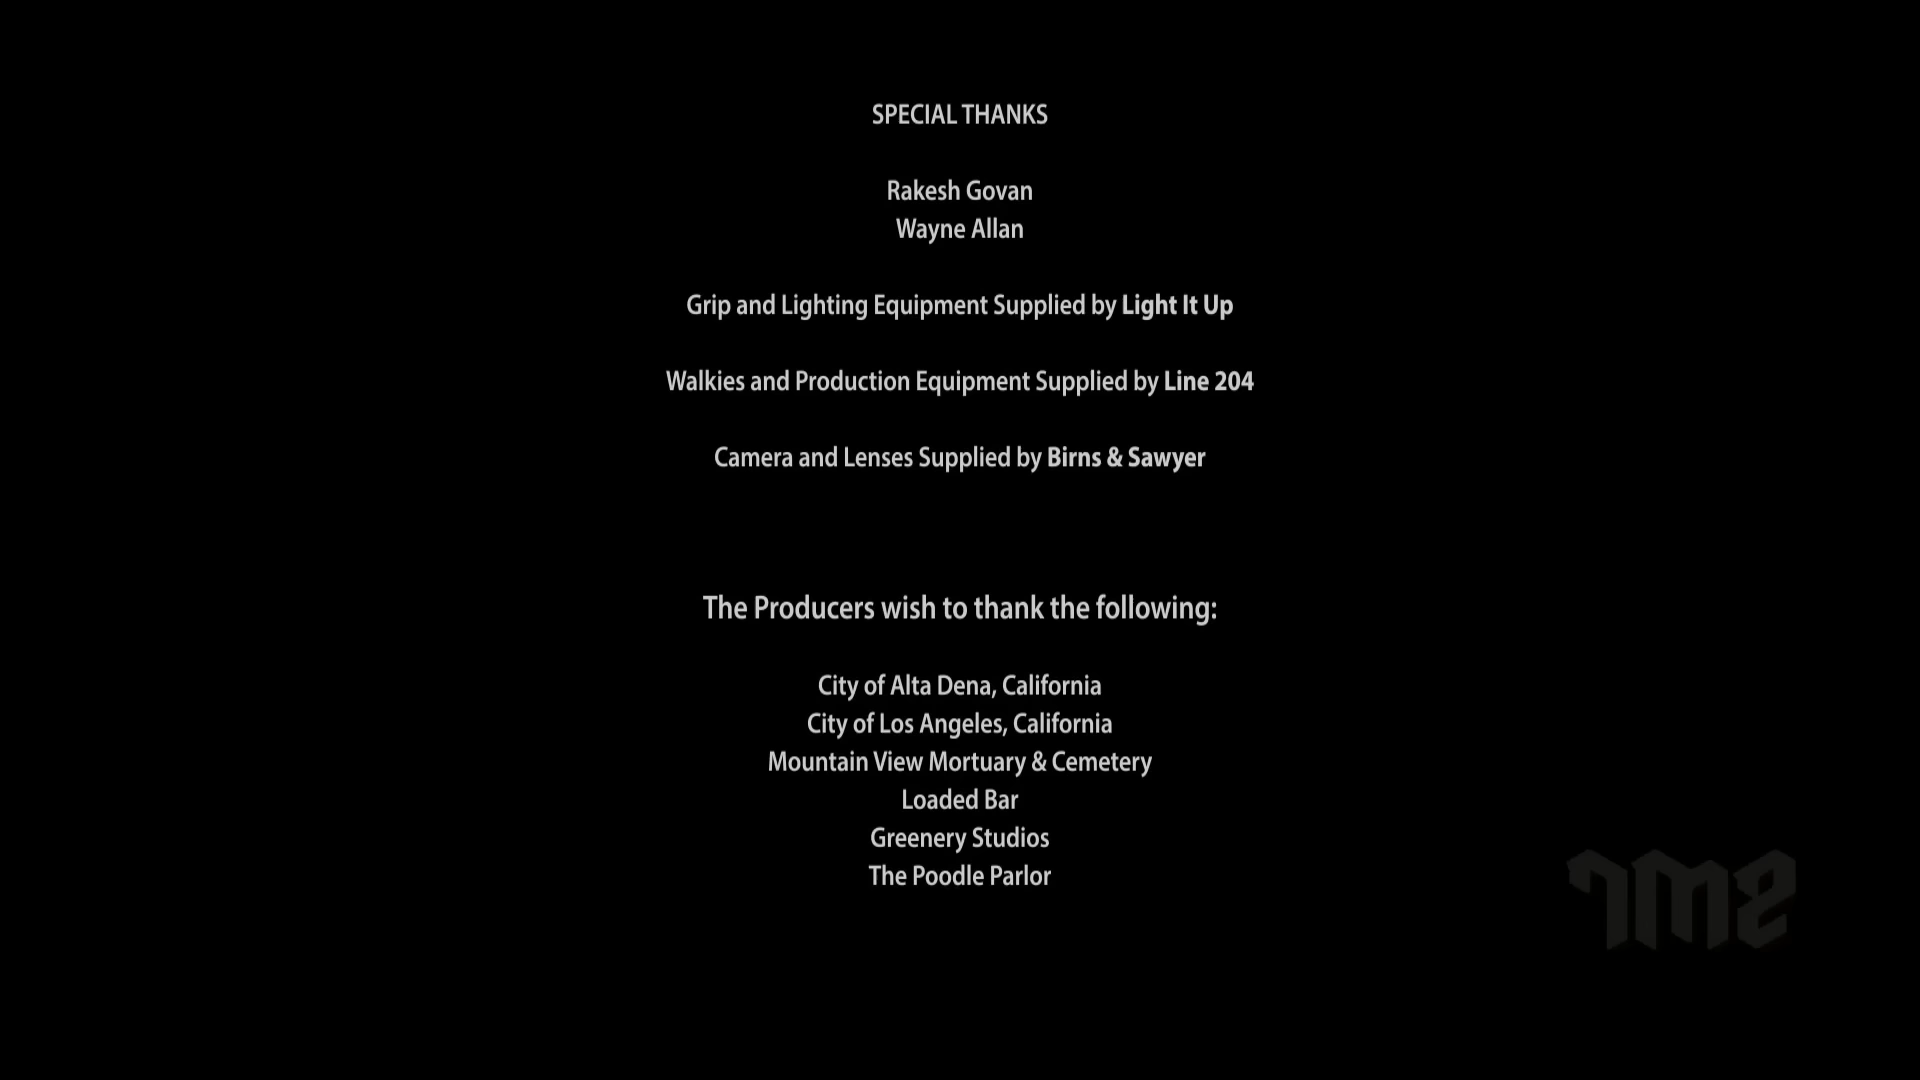 SPECIAL THANKS
Rakesh Govan
Wayne Allan
Grip and Lighting Equipment Supplied by Light It Up
Walkies and Production Equipment Supplied by Line 204
Camera and Lenses Supplied by Birns & Sawyer
The Producers wish to thank the following:
City of Alta Dena, California
City of Los Angeles, California
Mountain View Mortuary & Cemetery
Loaded Bar
Greenery Studios
The Poodle Parlor